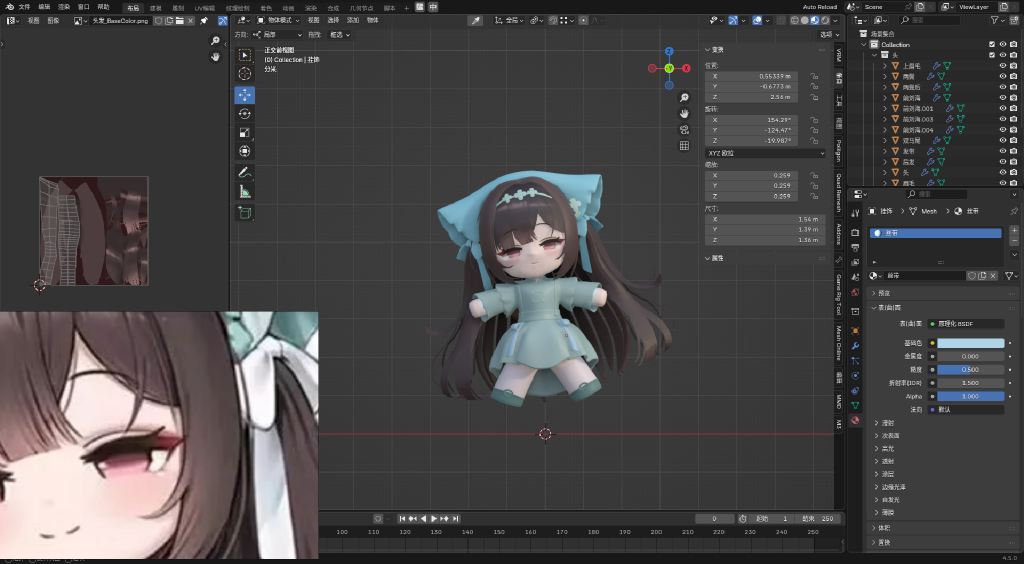 文件 编辑 渲染 窗口 帮助 布局 建模 雕刻 UV编辑 纹理绘制 着色 动画 渲染 合成 几何节点 脚本 + Auto Reload Scene ViewLayer
头发_BaseColor.png 物体模式 视图 选择 添加 物体 全局
视图 图像
方向: 局部 拖拽: 框选 选项
正交前视图
(0) Collection | 挂饰
分米
变换
位置:
X 0.55339 m
Y -0.6773 m
Z 2.56 m
旋转:
X 154.29°
Y -124.47°
Z -19.987°
XYZ 欧拉
缩放:
X 0.259
Y 0.259
Z 0.259
尺寸:
X 1.54 m
Y 1.39 m
Z 1.36 m
属性
场景集合
Collection
头
上眉毛
两鬓
两鬓后
前刘海
前刘海.001
前刘海.003
前刘海.004
双马尾
发带
后发
头
眉毛
挂饰 > Mesh > 丝带
丝带
丝带
预览
表(曲)面
表(曲)面 原理化 BSDF
基础色
金属度 0.000
糙度 0.500
折射率(IOR) 1.500
Alpha 1.000
法向 默认
漫射
次表面
高光
透射
涂层
边缘光泽
自发光
薄膜
体积
置换
0 起始 1 结束 250
100 110 120 130 140 150 160 170 180 190 200 210 220 230 240 250
4.5.0